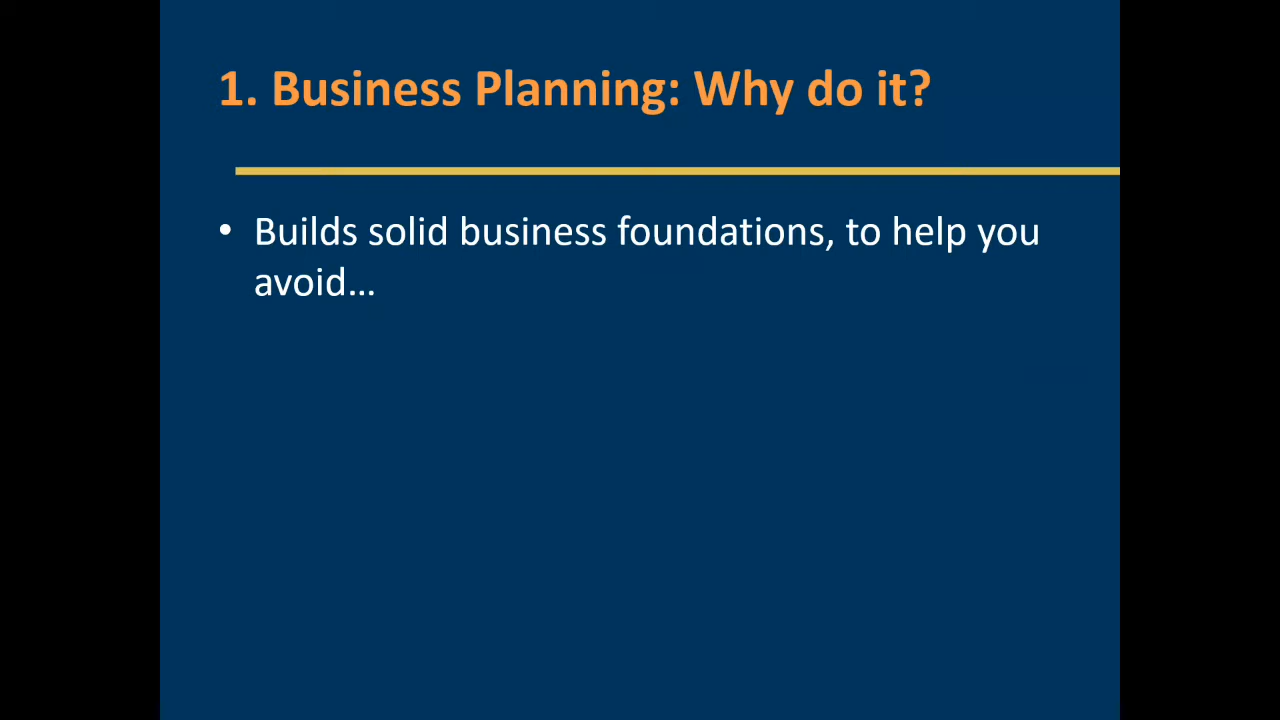 1. Business Planning: Why do it?
• Builds solid business foundations, to help you
avoid…